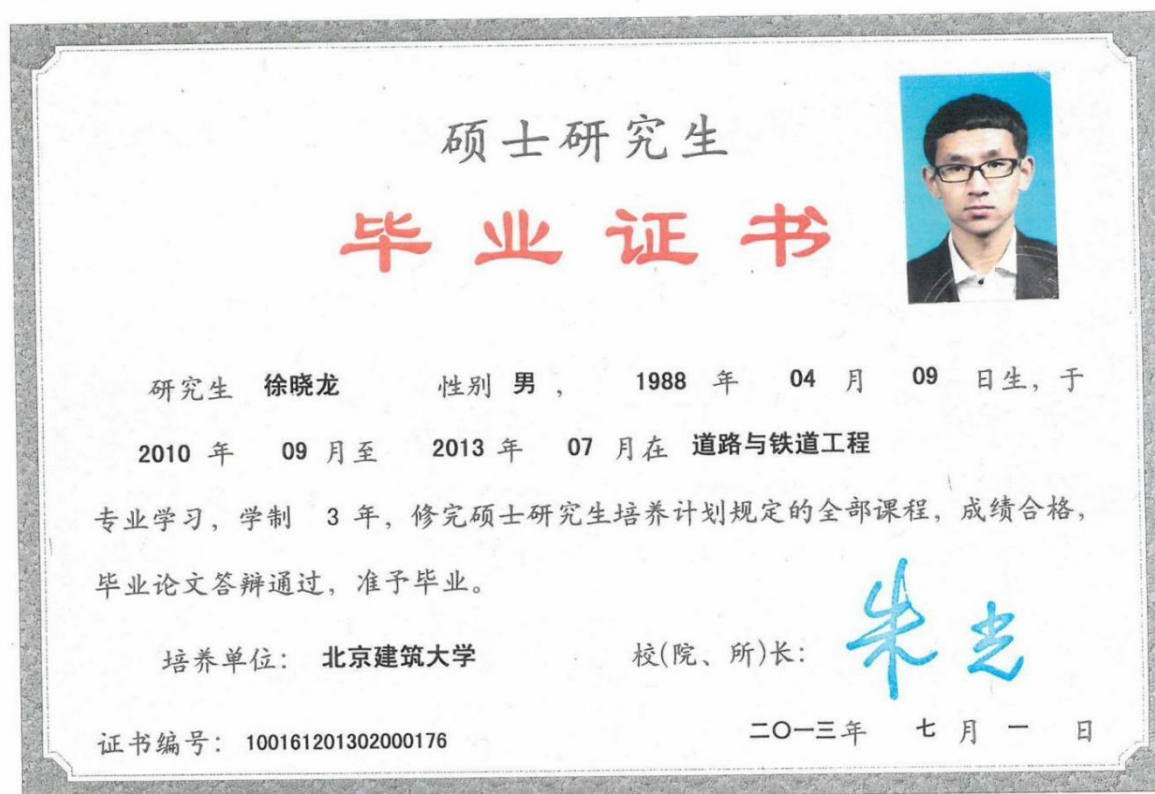 硕士研究生
毕业证书
研究生 徐晓龙 性别 男， 1988 年 04 月 09 日生，于
2010 年 09 月至 2013 年 07 月在 道路与铁道工程
专业学习，学制 3 年，修完硕士研究生培养计划规定的全部课程，成绩合格，
毕业论文答辩通过，准予毕业。
培养单位： 北京建筑大学 校(院、所)长： 朱光
证书编号： 100161201302000176 二〇一三年 七 月 一 日